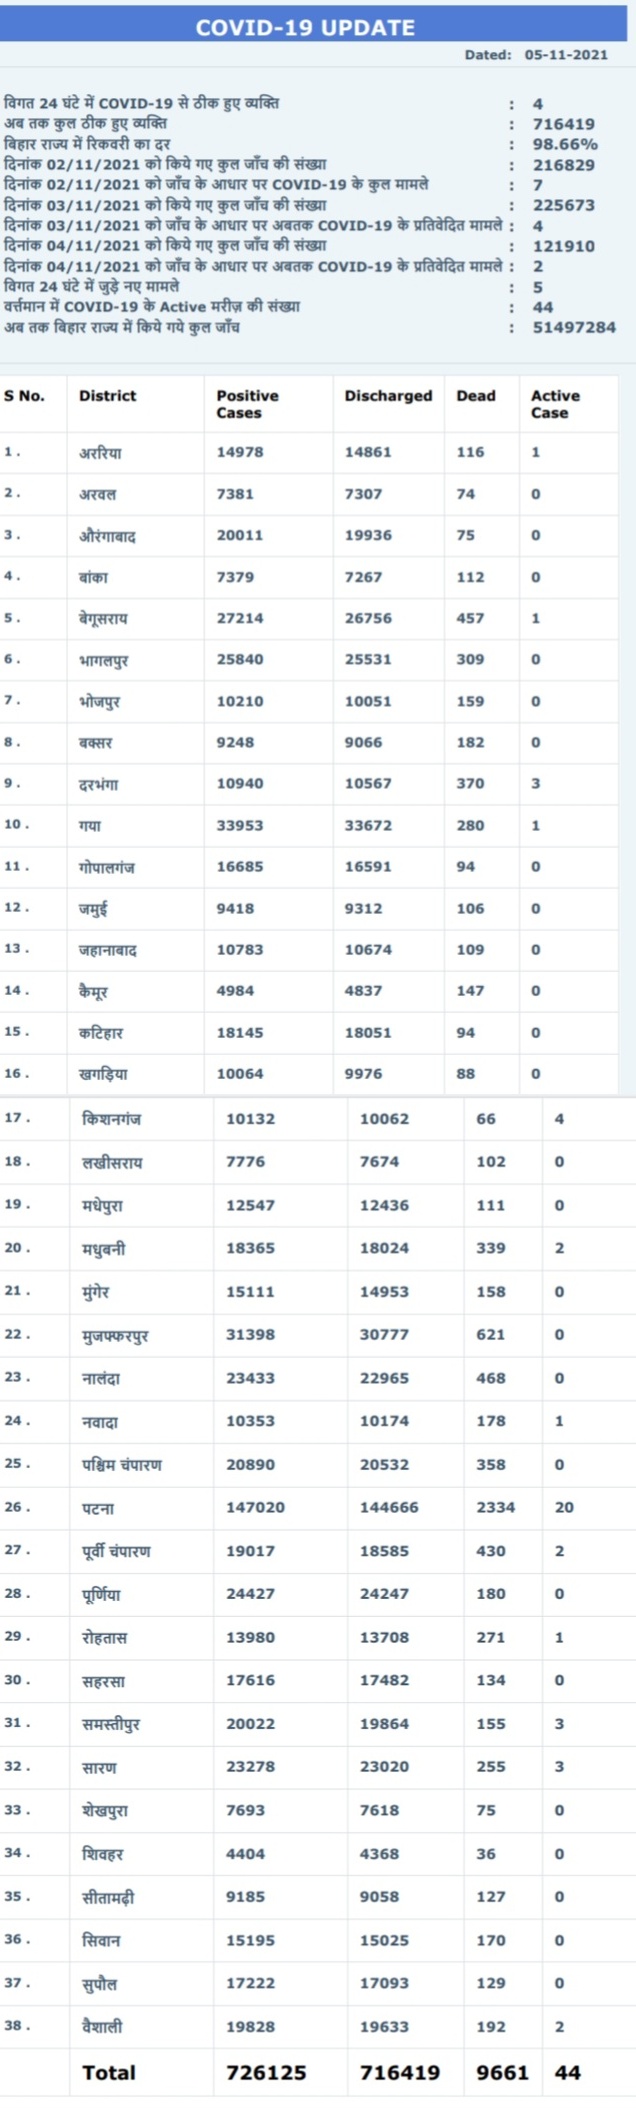 COVID-19 UPDATE
Dated: 05-11-2021
विगत 24 घंटे में COVID-19 से ठीक हुए व्यक्ति : 4
अब तक कुल ठीक हुए व्यक्ति : 716419
बिहार राज्य में रिकवरी का दर : 98.66%
दिनांक 02/11/2021 को किये गए कुल जाँच की संख्या : 216829
दिनांक 02/11/2021 को जाँच के आधार पर COVID-19 के कुल मामले : 7
दिनांक 03/11/2021 को किये गए कुल जाँच की संख्या : 225673
दिनांक 03/11/2021 को जाँच के आधार पर अबतक COVID-19 के प्रतिवेदित मामले : 4
दिनांक 04/11/2021 को किये गए कुल जाँच की संख्या : 121910
दिनांक 04/11/2021 को जाँच के आधार पर अबतक COVID-19 के प्रतिवेदित मामले : 2
विगत 24 घटे में जुड़े नए मामले : 5
वर्त्तमान में COVID-19 के Active मरीज़ की संख्या : 44
अब तक बिहार राज्य में किये गये कुल जाँच : 51497284
S No. District Positive Cases Discharged Dead Active Case
1. अररिया 14978 14861 116 1
2. अरवल 7381 7307 74 0
3. औरंगाबाद 20011 19936 75 0
4. बांका 7379 7267 112 0
5. बेगूसराय 27214 26756 457 1
6. भागलपुर 25840 25531 309 0
7. भोजपुर 10210 10051 159 0
8. बक्सर 9248 9066 182 0
9. दरभंगा 10940 10567 370 3
10. गया 33953 33672 280 1
11. गोपालगंज 16685 16591 94 0
12. जमुई 9418 9312 106 0
13. जहानाबाद 10783 10674 109 0
14. कैमूर 4984 4837 147 0
15. कटिहार 18145 18051 94 0
16. खगड़िया 10064 9976 88 0
17. किशनगंज 10132 10062 66 4
18. लखीसराय 7776 7674 102 0
19. मधेपुरा 12547 12436 111 0
20. मधुबनी 18365 18024 339 2
21. मुंगेर 15111 14953 158 0
22. मुजफ्फरपुर 31398 30777 621 0
23. नालंदा 23433 22965 468 0
24. नवादा 10353 10174 178 1
25. पश्चिम चंपारण 20890 20532 358 0
26. पटना 147020 144666 2334 20
27. पूर्वी चंपारण 19017 18585 430 2
28. पूर्णिया 24427 24247 180 0
29. रोहतास 13980 13708 271 1
30. सहरसा 17616 17482 134 0
31. समस्तीपुर 20022 19864 155 3
32. सारण 23278 23020 255 3
33. शेखपुरा 7693 7618 75 0
34. शिवहर 4404 4368 36 0
35. सीतामढ़ी 9185 9058 127 0
36. सिवान 15195 15025 170 0
37. सुपौल 17222 17093 129 0
38. वैशाली 19828 19633 192 2
Total 726125 716419 9661 44